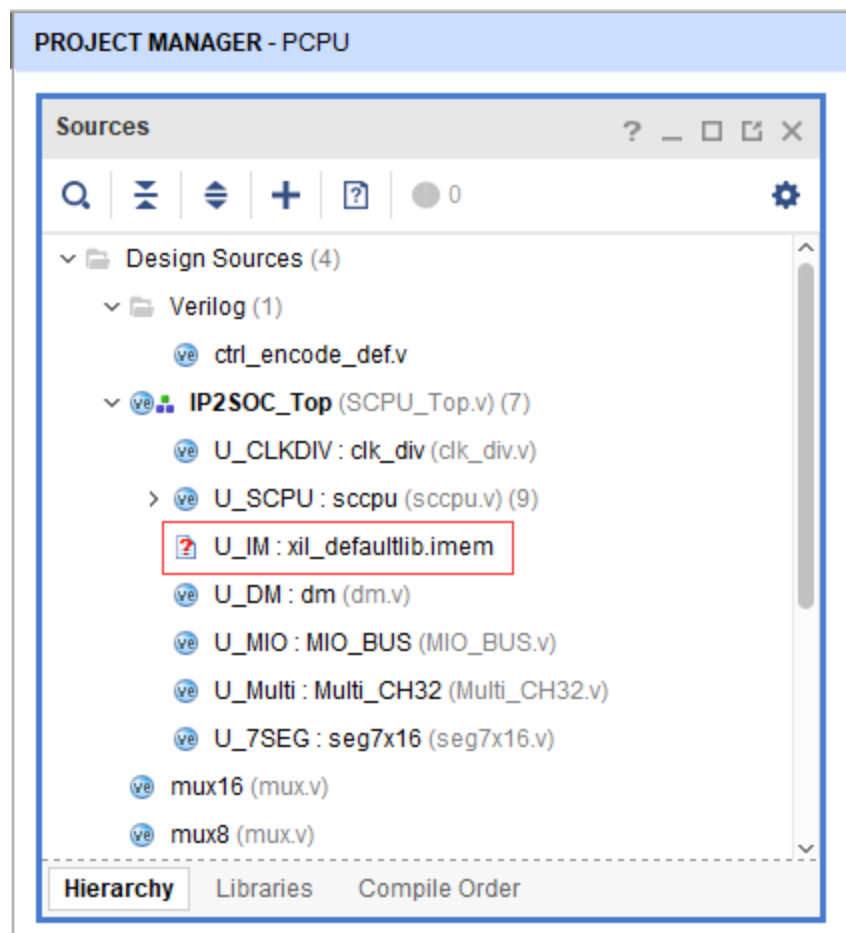 PROJECT MANAGER - PCPU
Sources
? _
0
Design Sources (4)
Verilog (1)
ctrl_encode_def.v
IP2SOC_Top (SCPU_Top.v) (7)
U_CLKDIV : clk_div (clk_div.v)
U_SCPU : sccpu (sccpu.v) (9)
U_IM : xil_defaultlib.imem
U_DM : dm (dm.v)
U_MIO : MIO_BUS (MIO_BUS.v)
U_Multi : Multi_CH32 (Multi_CH32.v)
U_7SEG : seg7x16 (seg7x16.v)
mux16 (mux.v)
mux8 (mux.v)
Hierarchy Libraries Compile Order